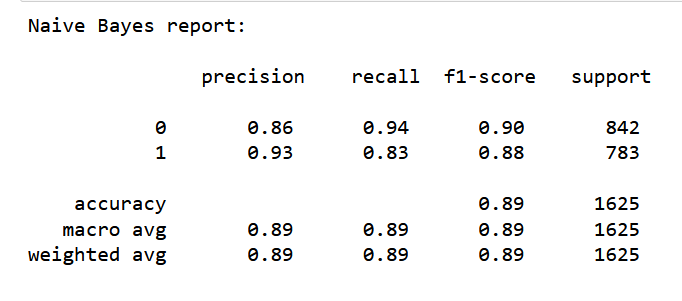 Naive Bayes report:
precision recall f1-score support
0 0.86 0.94 0.90 842
1 0.93 0.83 0.88 783
accuracy 0.89 1625
macro avg 0.89 0.89 0.89 1625
weighted avg 0.89 0.89 0.89 1625